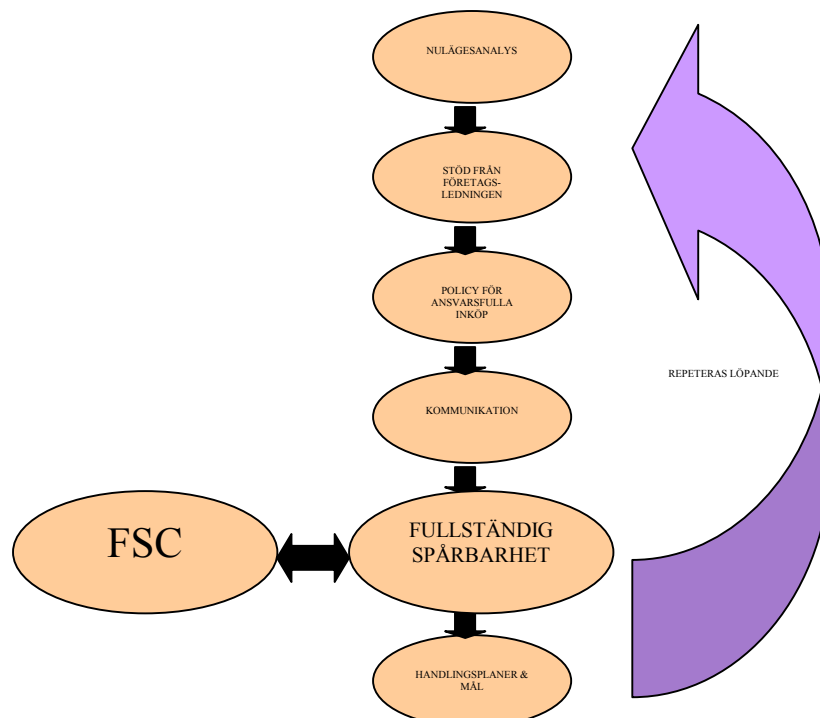 NULÄGESANALYS
STÖD FRÅN
FÖRETAGS-
LEDNINGEN
POLICY FÖR
ANSVARSFULLA
INKÖP
REPETERAS LÖPANDE
KOMMUNIKATION
FSC
FULLSTÄNDIG
SPÅRBARHET
HANDLINGSPLANER &
MÅL